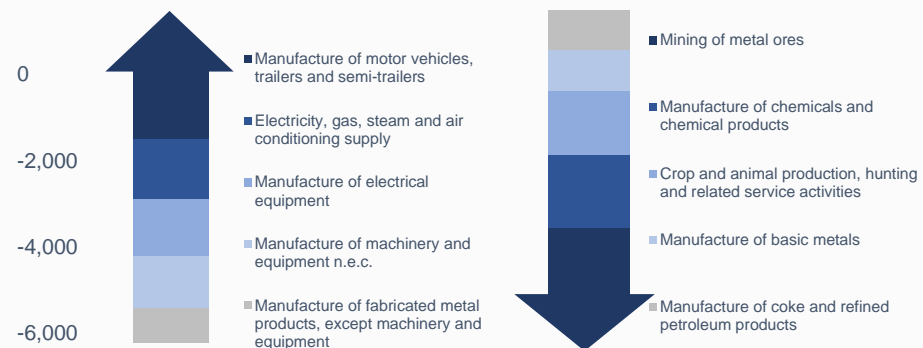 0
-2,000
-4,000
-6,000
Manufacture of motor vehicles,
trailers and semi-trailers
Electricity, gas, steam and air
conditioning supply
Manufacture of electrical
equipment
Manufacture of machinery and
equipment n.e.c.
Manufacture of fabricated metal
products, except machinery and
equipment
Mining of metal ores
Manufacture of chemicals and
chemical products
Crop and animal production, hunting
and related service activities
Manufacture of basic metals
Manufacture of coke and refined
petroleum products